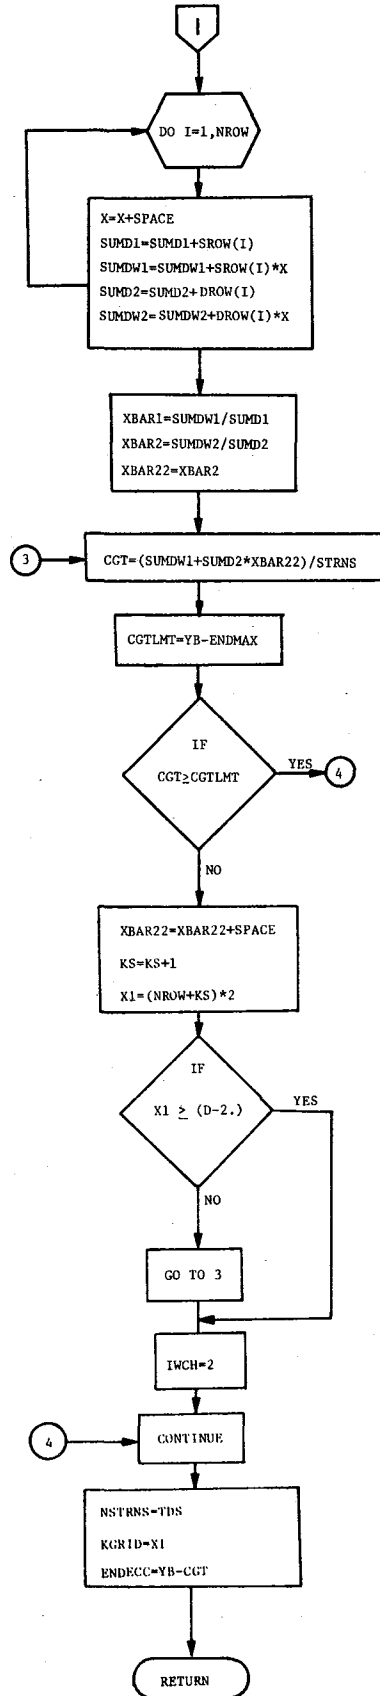 1
DO I=1,NROW
X=X+SPACE
SUMD1=SUMD1+SROW(I)
SUMDW1=SUMDW1+SROW(I)*X
SUMD2=SUMD2+DROW(I)
SUMDW2=SUMDW2+DROW(I)*X
XBAR1=SUMDW1/SUMD1
XBAR2=SUMDW2/SUMD2
XBAR22=XBAR2
3
CGT=(SUMDW1+SUMD2*XBAR22)/STRNS
CGTLMT=YB-ENDMAX
IF
CGT≥CGTLMT
YES
4
NO
XBAR22=XBAR22+SPACE
KS=KS+1
X1=(NROW+KS)*2
IF
X1 ≥ (D-2.)
YES
NO
GO TO 3
IWCH=2
4
CONTINUE
NSTRNS=TDS
KGRID=X1
ENDECC=YB-CGT
RETURN